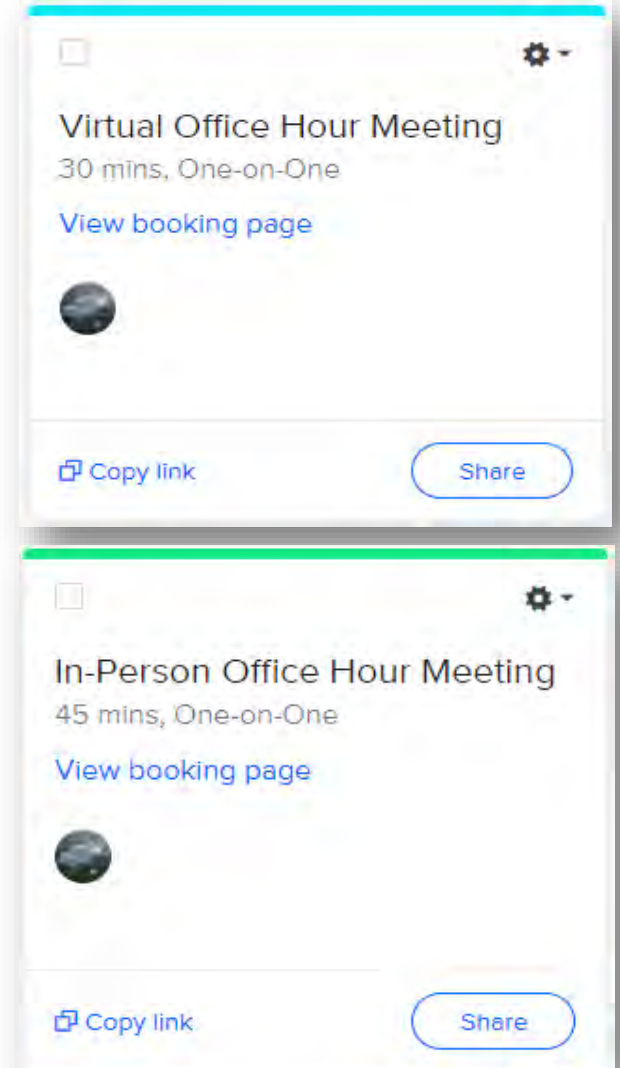 Virtual Office Hour Meeting
30 mins, One-on-One
View booking page
Copy link
Share
In-Person Office Hour Meeting
45 mins, One-on-One
View booking page
Copy link
Share